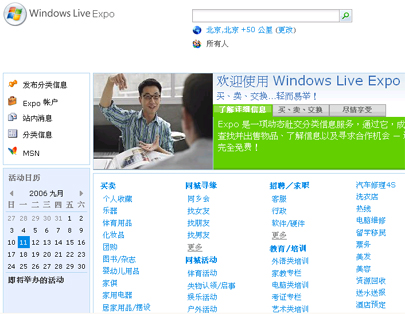 Windows Live Expo
北京,北京 +50 公里 (更改)
所有人
发布分类信息
Expo 帐户
站内消息
分类信息
MSN
欢迎使用 Windows Live Expo
买、卖、交换...轻而易举！
了解详细信息 买、卖、交换 尽情享受
Expo 是一项动态社交分类信息服务。通过它，成
查找并出售物品、了解信息以及寻求合作机会 一
完全免费！
活动日历
2006 九月
日 一 二 三 四 五 六
27 28 29 30 31 1 2
3 4 5 6 7 8 9
10 11 12 13 14 15 16
17 18 19 20 21 22 23
24 25 26 27 28 29 30
即将举办的活动
买卖
个人收藏
乐器
体育用品
化妆品
团购
图书/杂志
婴幼儿用品
家俱
家用电器
居家用品/摆设
同城寻缘
同乡会
找女友
找朋友
找男友
更多
同城活动
体育活动
失物认领/启事
娱乐活动
户外活动
招聘／求职
客服
行政
软件/硬件
更多
教育／培训
外语类培训
家教专栏
电脑类培训
考证专栏
艺术类培训
汽车修理4S
洗衣店
热线
电脑维修
留学移民
票务
美发
美容
货源回收
送水送报
酒店预定